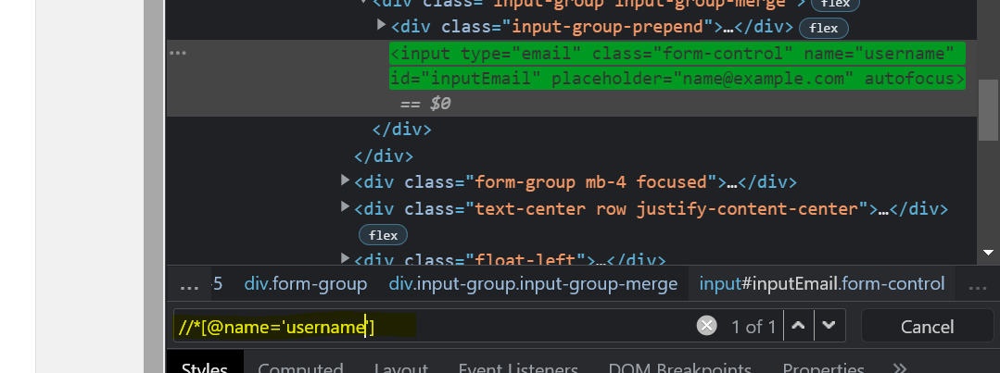 <div class="input-group input-group-merge"> flex
<div class="input-group-prepend">…</div> flex
… <input type="email" class="form-control" name="username"
id="inputEmail" placeholder="name@example.com" autofocus>
== $0
</div>
</div>
<div class="form-group mb-4 focused">…</div>
<div class="text-center row justify-content-center">…</div>
flex
<div class="float-left">…</div>
… -5 div.form-group div.input-group.input-group-merge input#inputEmail.form-control …
//*[@name='username'] 1 of 1 Cancel
Styles Computed Layout Event Listeners DOM Breakpoints Properties »